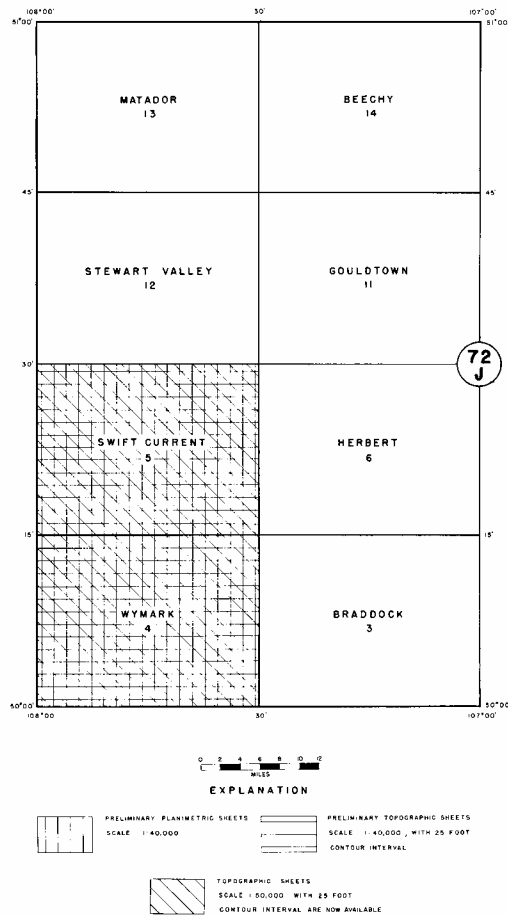 108°00' 30' 107°00'
51°00' 51°00'
MATADOR BEECHY
13 14
45' 45'
STEWART VALLEY GOULDTOWN
12 11
30' 72
J
SWIFT CURRENT HERBERT
5 6
15' 15'
WYMARK BRADDOCK
4 3
50°00' 50°00'
108°00' 30' 107°00'
0 2 4 6 8 10 12
MILES
EXPLANATION
PRELIMINARY PLANIMETRIC SHEETS
SCALE 1:40,000
PRELIMINARY TOPOGRAPHIC SHEETS
SCALE 1:40,000, WITH 25 FOOT
CONTOUR INTERVAL
TOPOGRAPHIC SHEETS
SCALE 1:50,000 WITH 25 FOOT
CONTOUR INTERVAL ARE NOW AVAILABLE